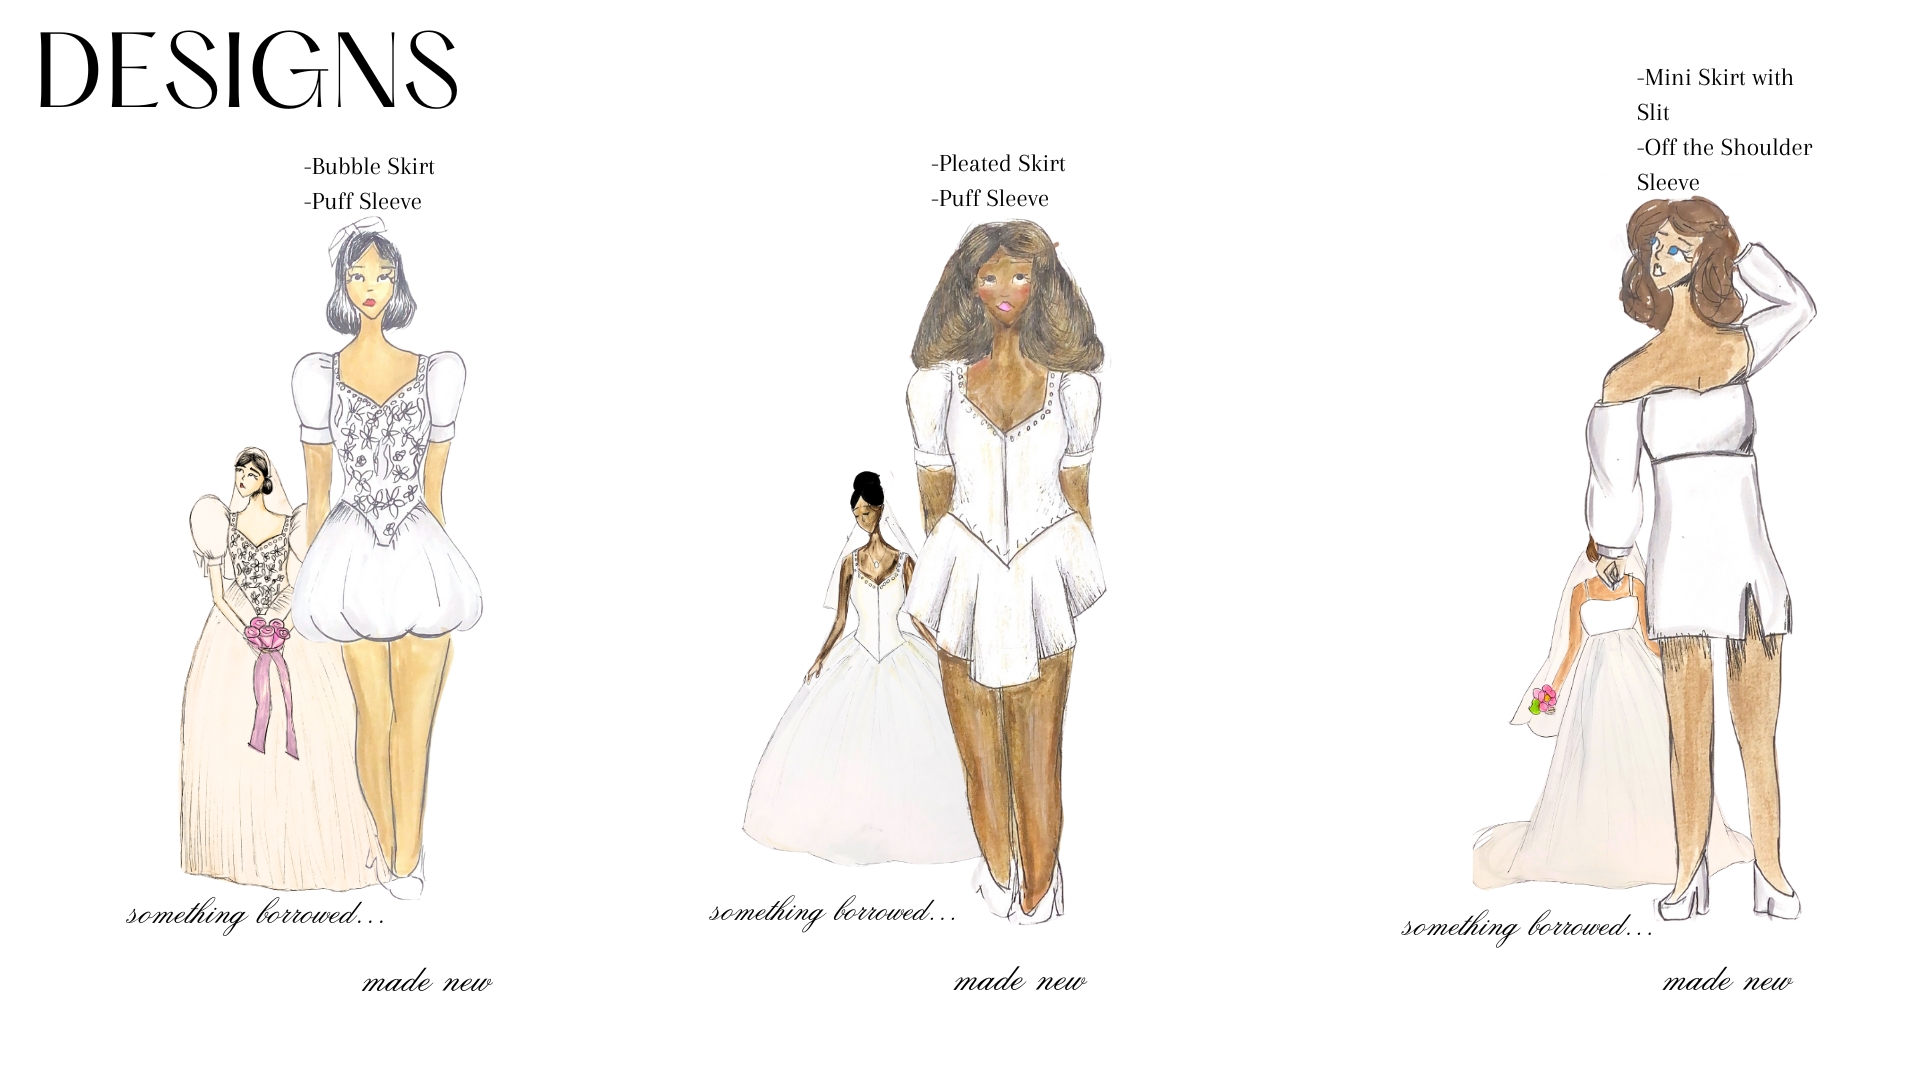 DESIGNS
-Bubble Skirt
-Puff Sleeve
something borrowed...
made new
-Pleated Skirt
-Puff Sleeve
something borrowed...
made new
-Mini Skirt with
Slit
-Off the Shoulder
Sleeve
something borrowed...
made new